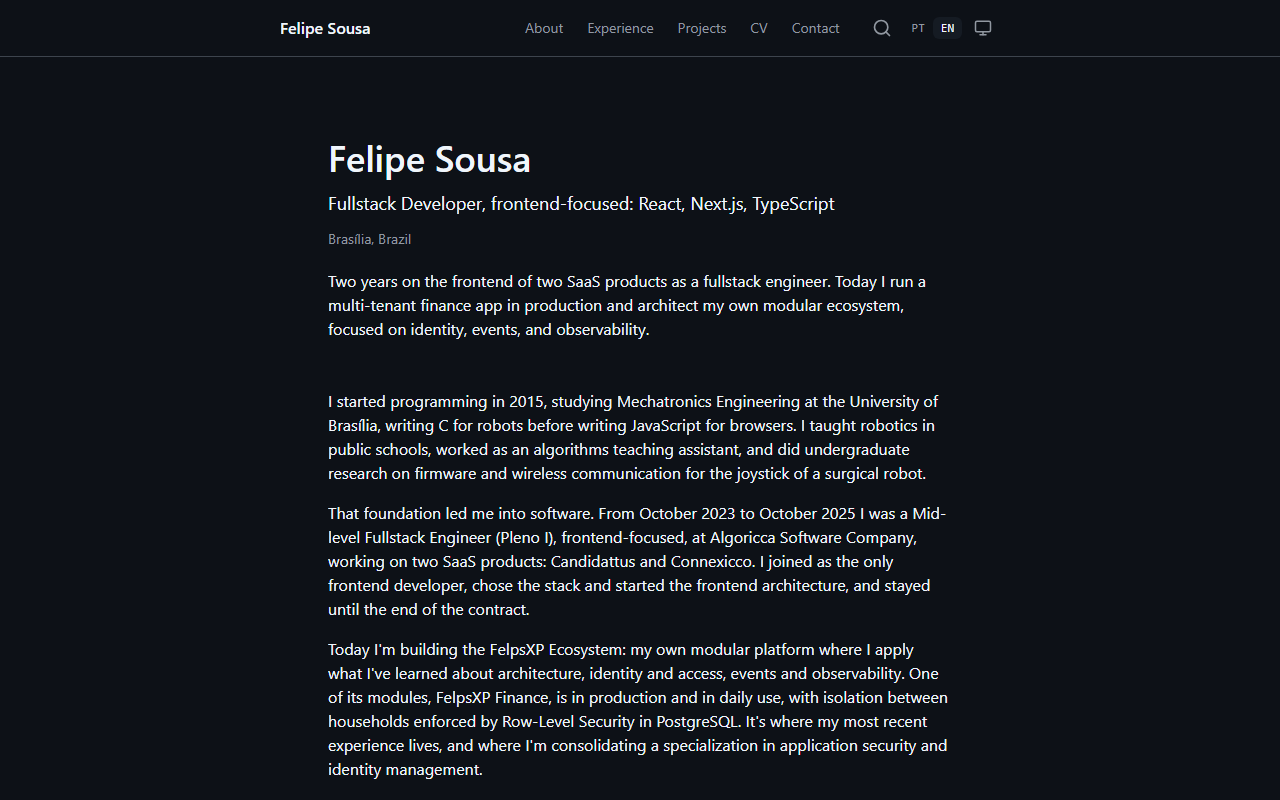 Felipe Sousa
About
Experience
Projects
CV
Contact
PT
EN
Felipe Sousa
Fullstack Developer, frontend-focused: React, Next.js, TypeScript
Brasília, Brazil
Two years on the frontend of two SaaS products as a fullstack engineer. Today I run a
multi-tenant finance app in production and architect my own modular ecosystem,
focused on identity, events, and observability.
I started programming in 2015, studying Mechatronics Engineering at the University of
Brasília, writing C for robots before writing JavaScript for browsers. I taught robotics in
public schools, worked as an algorithms teaching assistant, and did undergraduate
research on firmware and wireless communication for the joystick of a surgical robot.
That foundation led me into software. From October 2023 to October 2025 I was a Mid-
level Fullstack Engineer (Pleno I), frontend-focused, at Algoricca Software Company,
working on two SaaS products: Candidattus and Connexicco. I joined as the only
frontend developer, chose the stack and started the frontend architecture, and stayed
until the end of the contract.
Today I'm building the FelpsXP Ecosystem: my own modular platform where I apply
what I've learned about architecture, identity and access, events and observability. One
of its modules, FelpsXP Finance, is in production and in daily use, with isolation between
households enforced by Row-Level Security in PostgreSQL. It's where my most recent
experience lives, and where I'm consolidating a specialization in application security and
identity management.